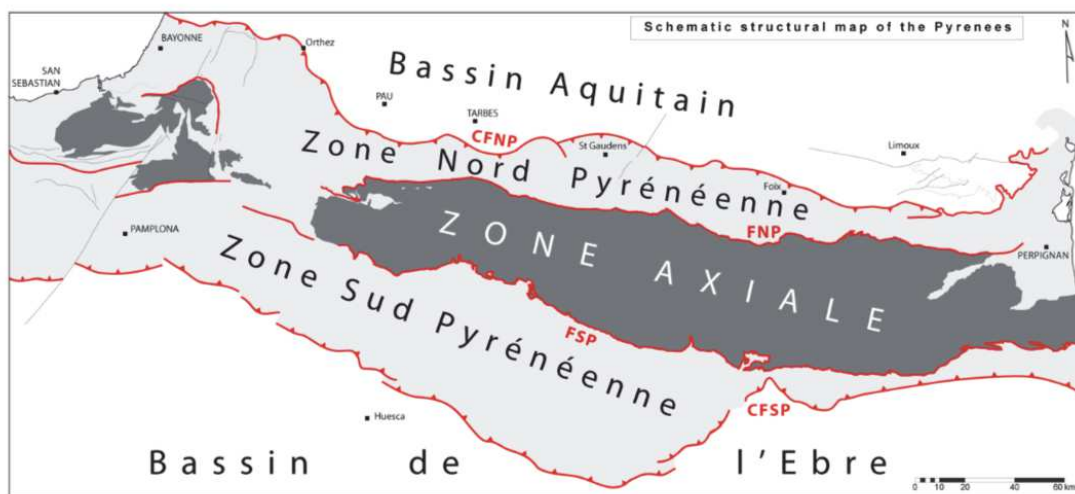 Schematic structural map of the Pyrenees
N
BAYONNE
Orthez
SAN
SEBASTIAN
Bassin Aquitain
PAU
TARBES
CFNP
St Gaudens
Limoux
Zone Nord Pyrénéenne
Foix
FNP
PAMPLONA
ZONE AXIALE
PERPIGNAN
Zone Sud Pyrénéenne
FSP
CFSP
Huesca
Bassin de l'Ebre
0 10 20 40 60 km